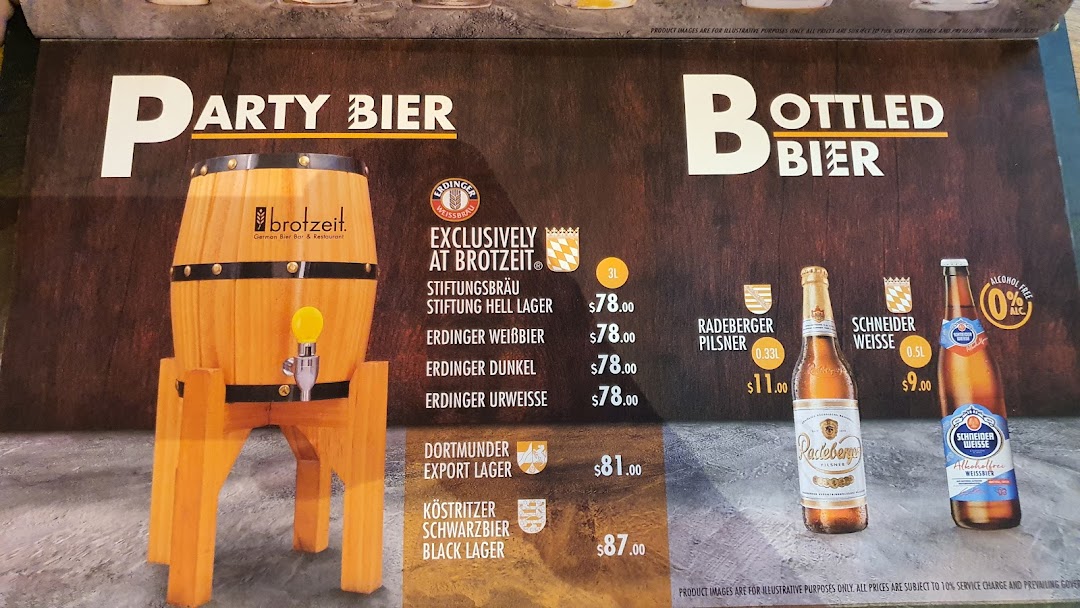 PRODUCT IMAGES ARE FOR ILLUSTRATIVE PURPOSES ONLY. ALL PRICES ARE SUBJECT TO 10% SERVICE CHARGE AND PREVAILING
PARTY BIER
brotzeit.
German Bier Bar & Restaurant
ERDINGER
WEISSBRÄU
EXCLUSIVELY
AT BROTZEIT®
3L
STIFTUNGSBRÄU
STIFTUNG HELL LAGER $78.00
ERDINGER WEIßBIER $78.00
ERDINGER DUNKEL $78.00
ERDINGER URWEISSE $78.00
DORTMUNDER
EXPORT LAGER $81.00
KÖSTRITZER
SCHWARZBIER
BLACK LAGER $87.00
BOTTLED
BIER
RADEBERGER
PILSNER
0.33L
$11.00
Radeberger
PILSNER
SCHNEIDER
WEISSE
0.5L
$9.00
ALCOHOL FREE
0%
ALC.
SCHNEIDER
WEISSE
Alkoholfrei
WEISSBIER
PRODUCT IMAGES ARE FOR ILLUSTRATIVE PURPOSES ONLY. ALL PRICES ARE SUBJECT TO 10% SERVICE CHARGE AND PREVAILING GOVE